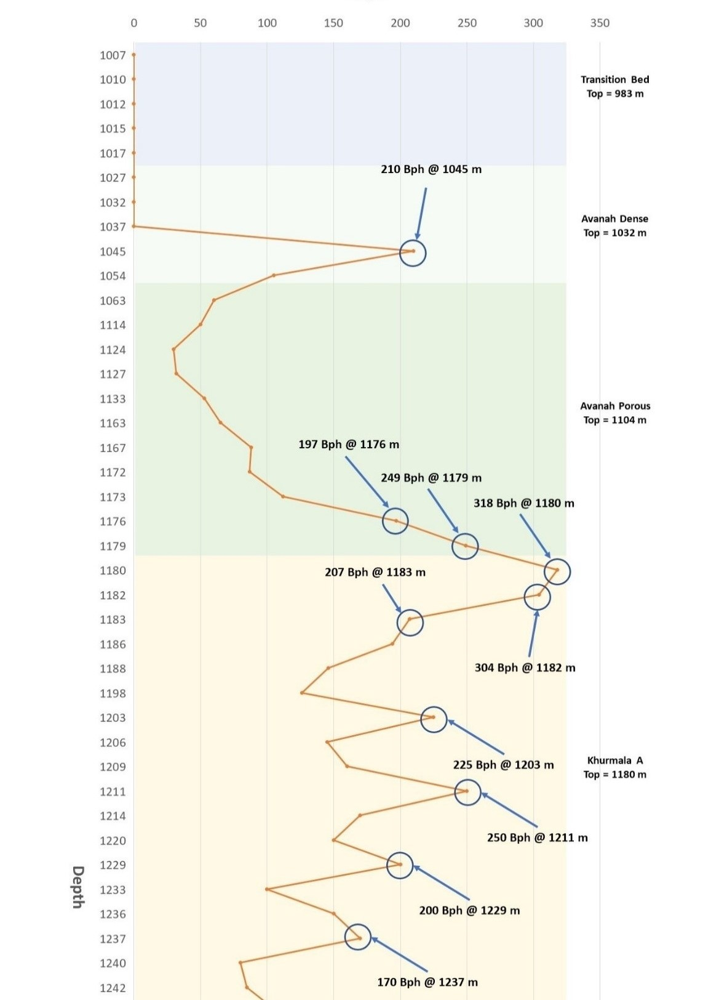 0 50 100 150 200 250 300 350
1007
1010
Transition Bed
Top = 983 m
1012
1015
1017
210 Bph @ 1045 m
1027
1032
Avanah Dense
Top = 1032 m
1037
1045
1054
1063
1114
1124
1127
1133
Avanah Porous
Top = 1104 m
1163
197 Bph @ 1176 m
1167
1172
249 Bph @ 1179 m
1173
318 Bph @ 1180 m
1176
1179
1180
207 Bph @ 1183 m
1182
1183
1186
1188
304 Bph @ 1182 m
1198
1203
1206
225 Bph @ 1203 m
Khurmala A
Top = 1180 m
1209
1211
1214
1220
250 Bph @ 1211 m
1229
Depth
1233
1236
200 Bph @ 1229 m
1237
1240
170 Bph @ 1237 m
1242